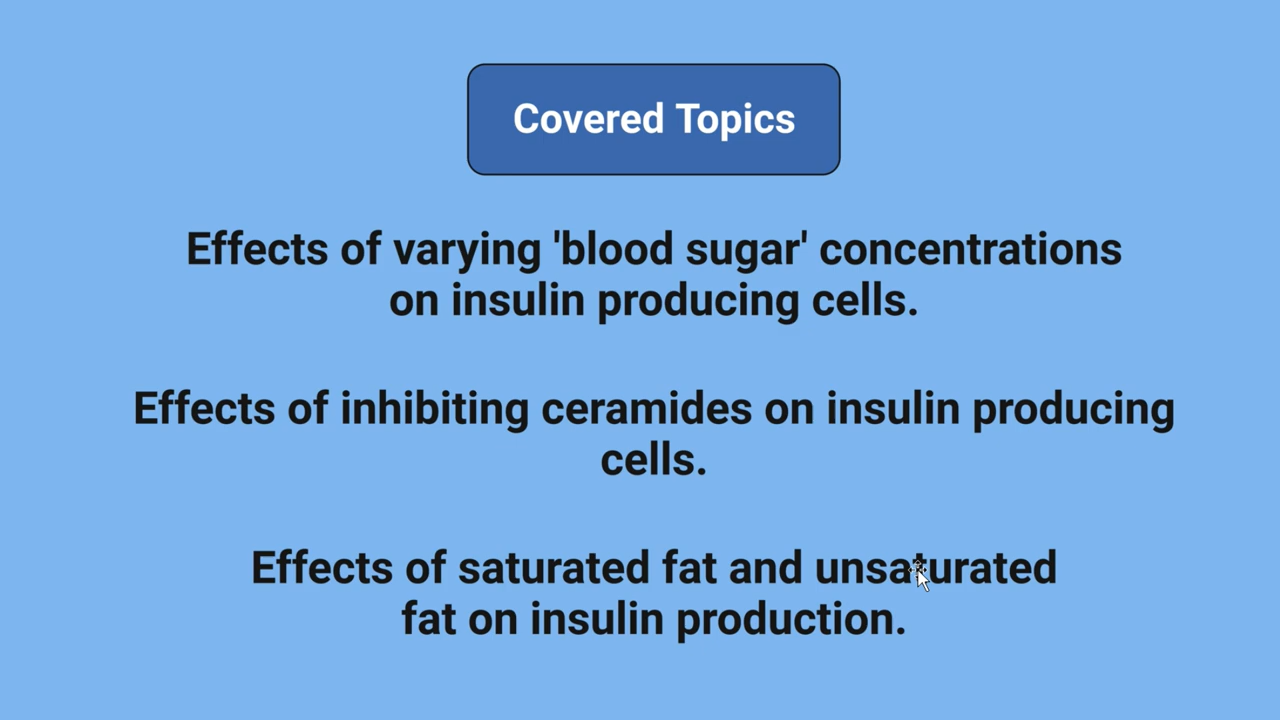 Covered Topics
Effects of varying 'blood sugar' concentrations
on insulin producing cells.
Effects of inhibiting ceramides on insulin producing
cells.
Effects of saturated fat and unsaturated
fat on insulin production.